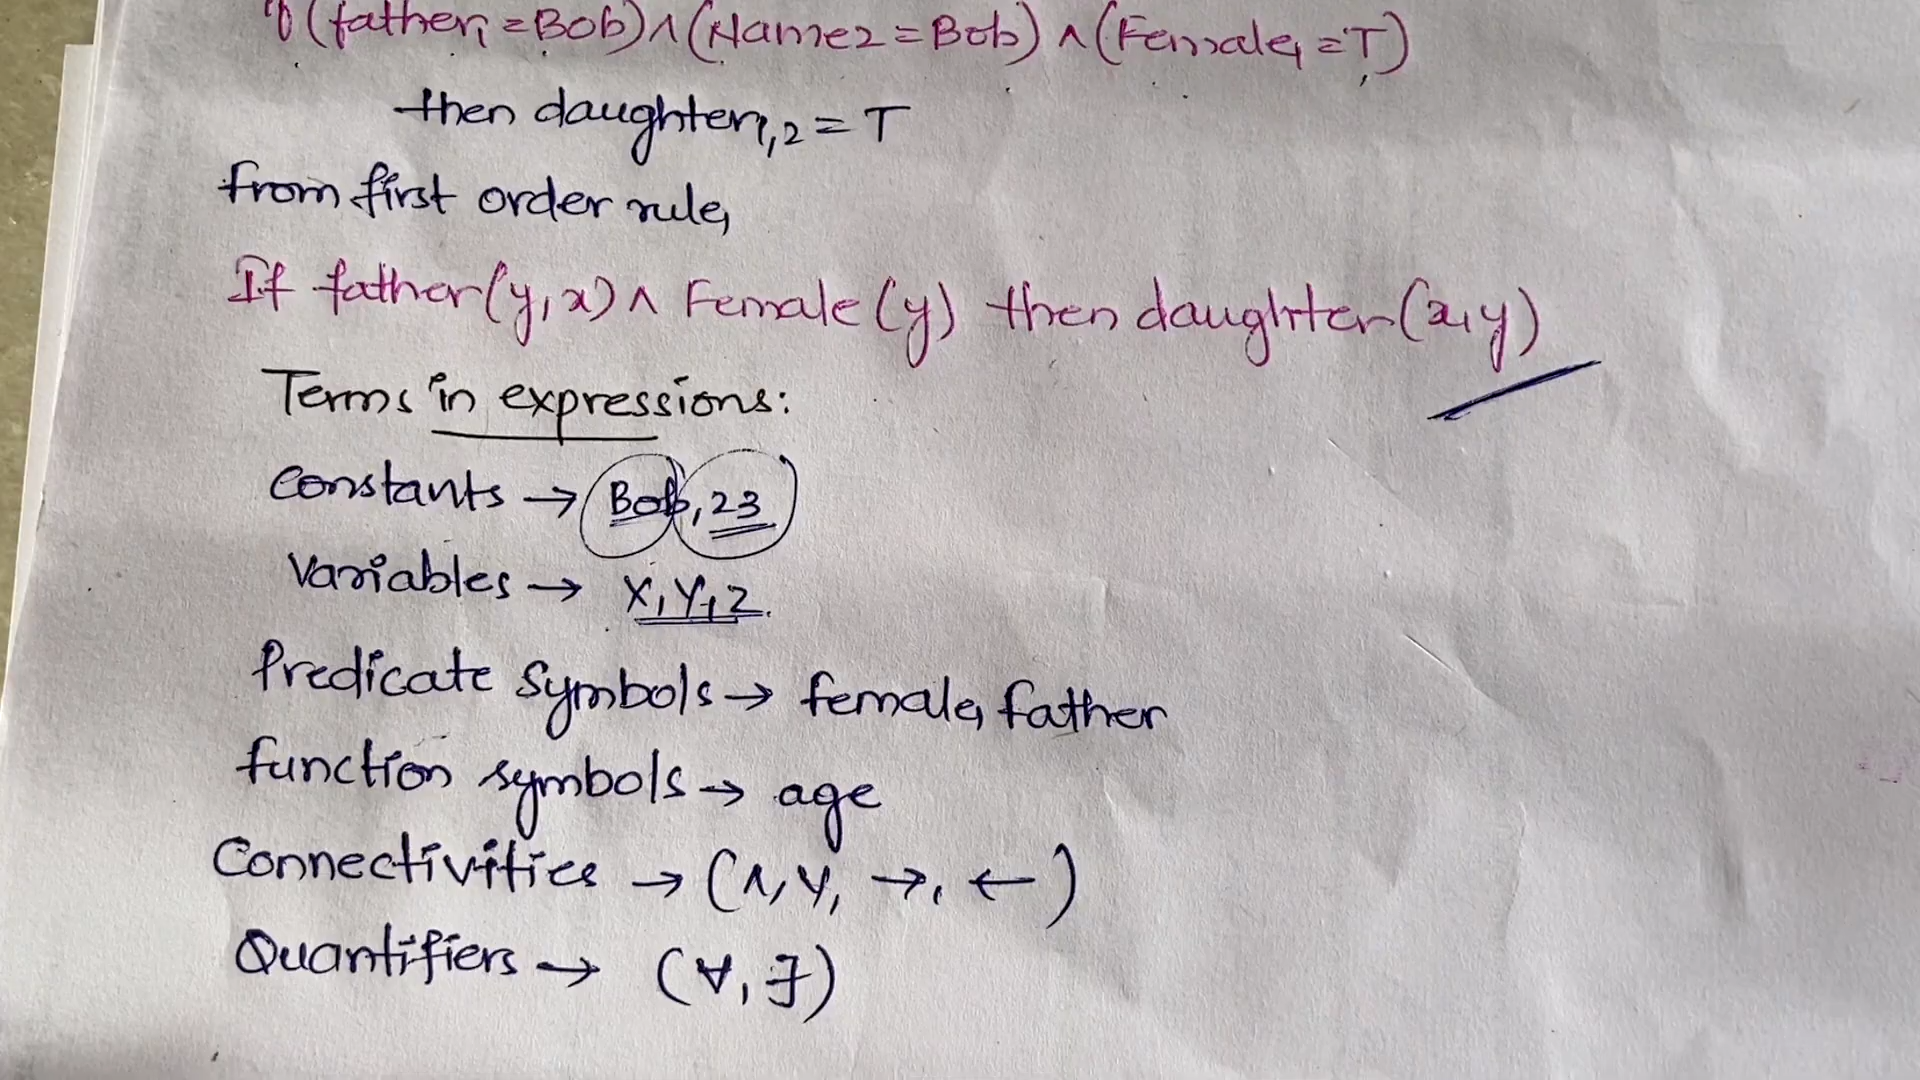 If (father1 = Bob) ∧ (Name2 = Bob) ∧ (Female1 = T)
then daughter1,2 = T
from first order rule,
If father(y,x) ∧ Female(y) then daughter(x,y)
Terms in expressions:
Constants → Bob, 23
Variables → X, Y, Z.
Predicate Symbols → female, father
function symbols → age
Connectivities → (∧, ∨, →, ←)
Quantifiers → (∀, ∃)